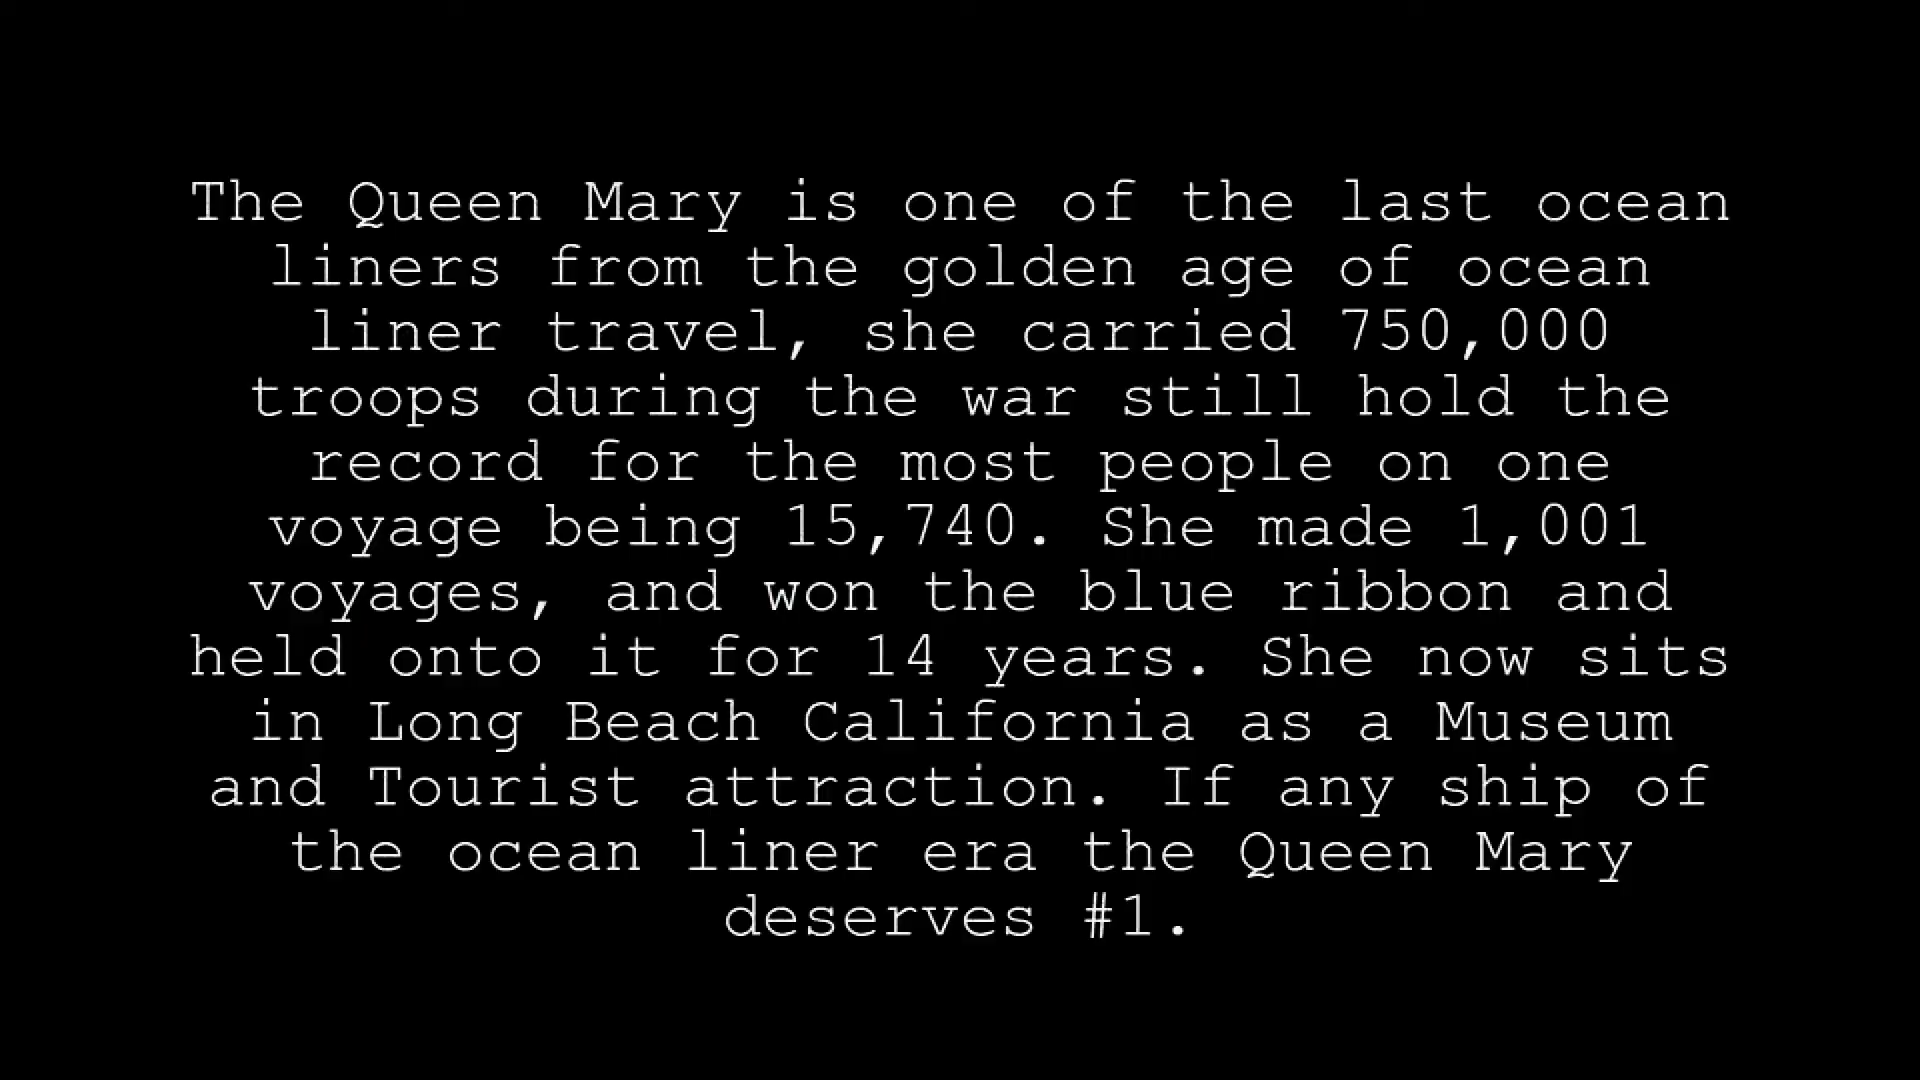 The Queen Mary is one of the last ocean
liners from the golden age of ocean
liner travel, she carried 750,000
troops during the war still hold the
record for the most people on one
voyage being 15,740. She made 1,001
voyages, and won the blue ribbon and
held onto it for 14 years. She now sits
in Long Beach California as a Museum
and Tourist attraction. If any ship of
the ocean liner era the Queen Mary
deserves #1.